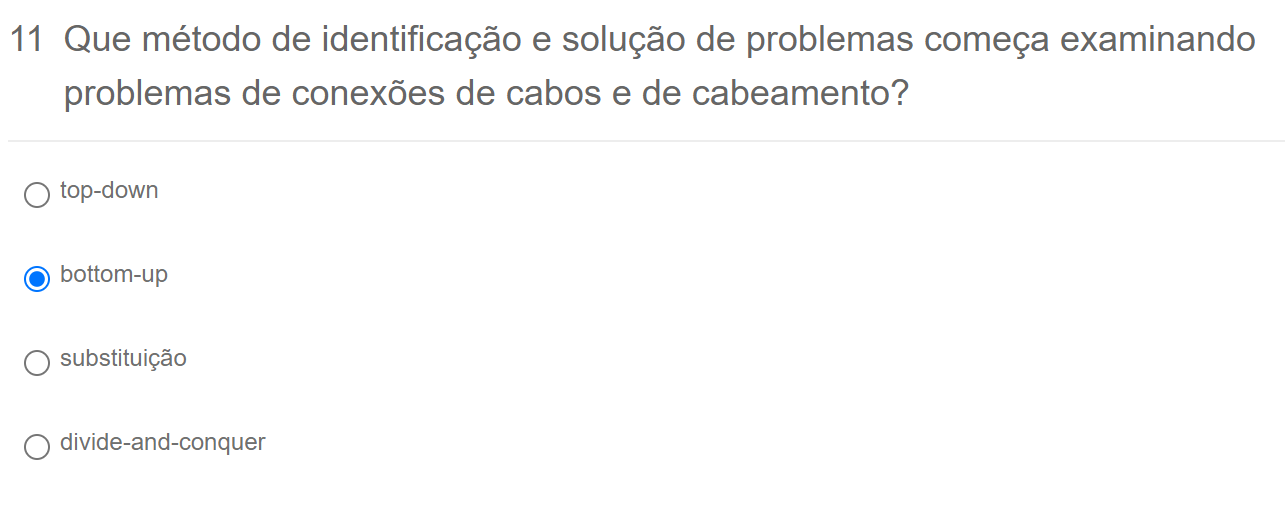 11 Que método de identificação e solução de problemas começa examinando
problemas de conexões de cabos e de cabeamento?
top-down
bottom-up
substituição
divide-and-conquer